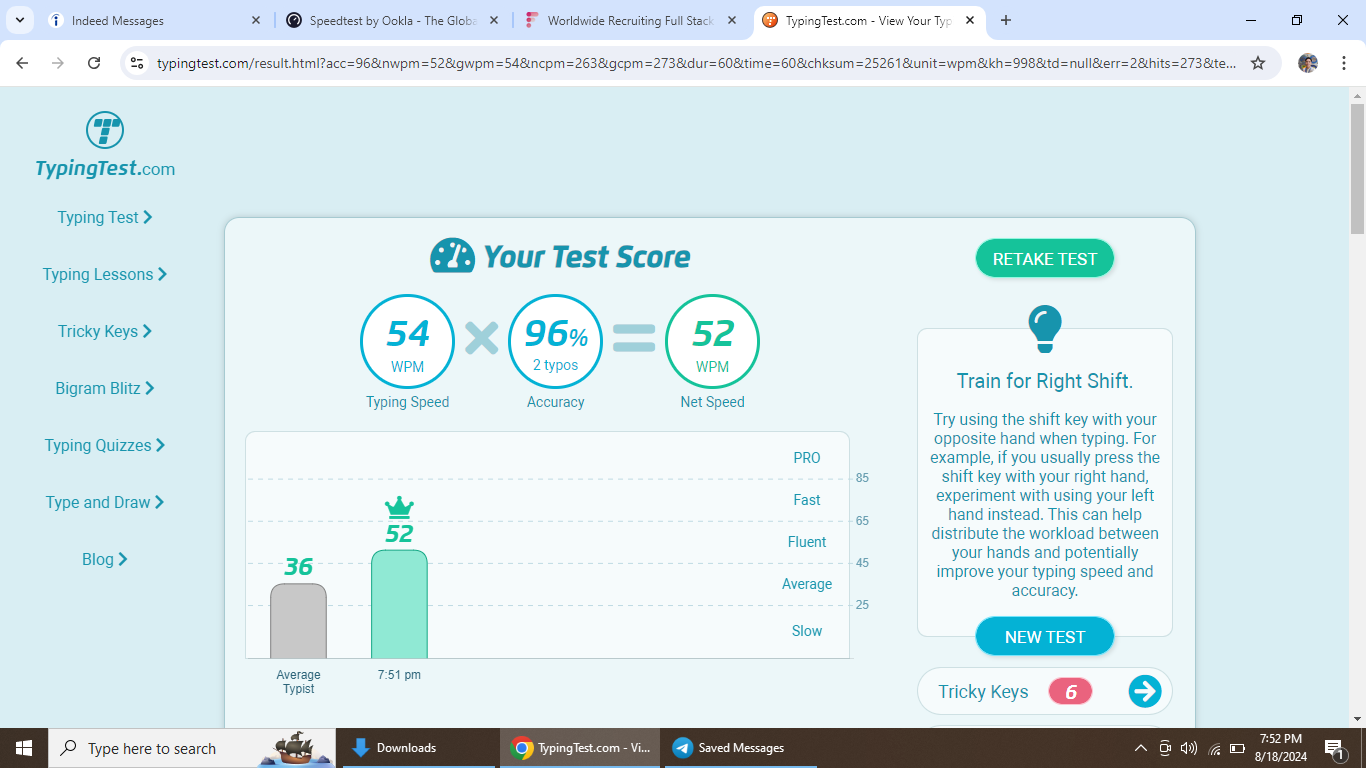 Indeed Messages
Speedtest by Ookla - The Globa
Worldwide Recruiting Full Stack
TypingTest.com - View Your Typ
typingtest.com/result.html?acc=96&nwpm=52&gwpm=54&ncpm=263&gcpm=273&dur=60&time=60&chksum=25261&unit=wpm&kh=998&td=null&err=2&hits=273&te...
TypingTest.com
Typing Test
Typing Lessons
Tricky Keys
Bigram Blitz
Typing Quizzes
Type and Draw
Blog
Your Test Score
54
WPM
Typing Speed
96%
2 typos
Accuracy
52
WPM
Net Speed
PRO
85
Fast
65
Fluent
45
Average
25
Slow
36
52
Average
Typist
7:51 pm
RETAKE TEST
Train for Right Shift.
Try using the shift key with your
opposite hand when typing. For
example, if you usually press the
shift key with your right hand,
experiment with using your left
hand instead. This can help
distribute the workload between
your hands and potentially
improve your typing speed and
accuracy.
NEW TEST
Tricky Keys 6
Type here to search
Downloads
TypingTest.com - Vi...
Saved Messages
7:52 PM
8/18/2024
1